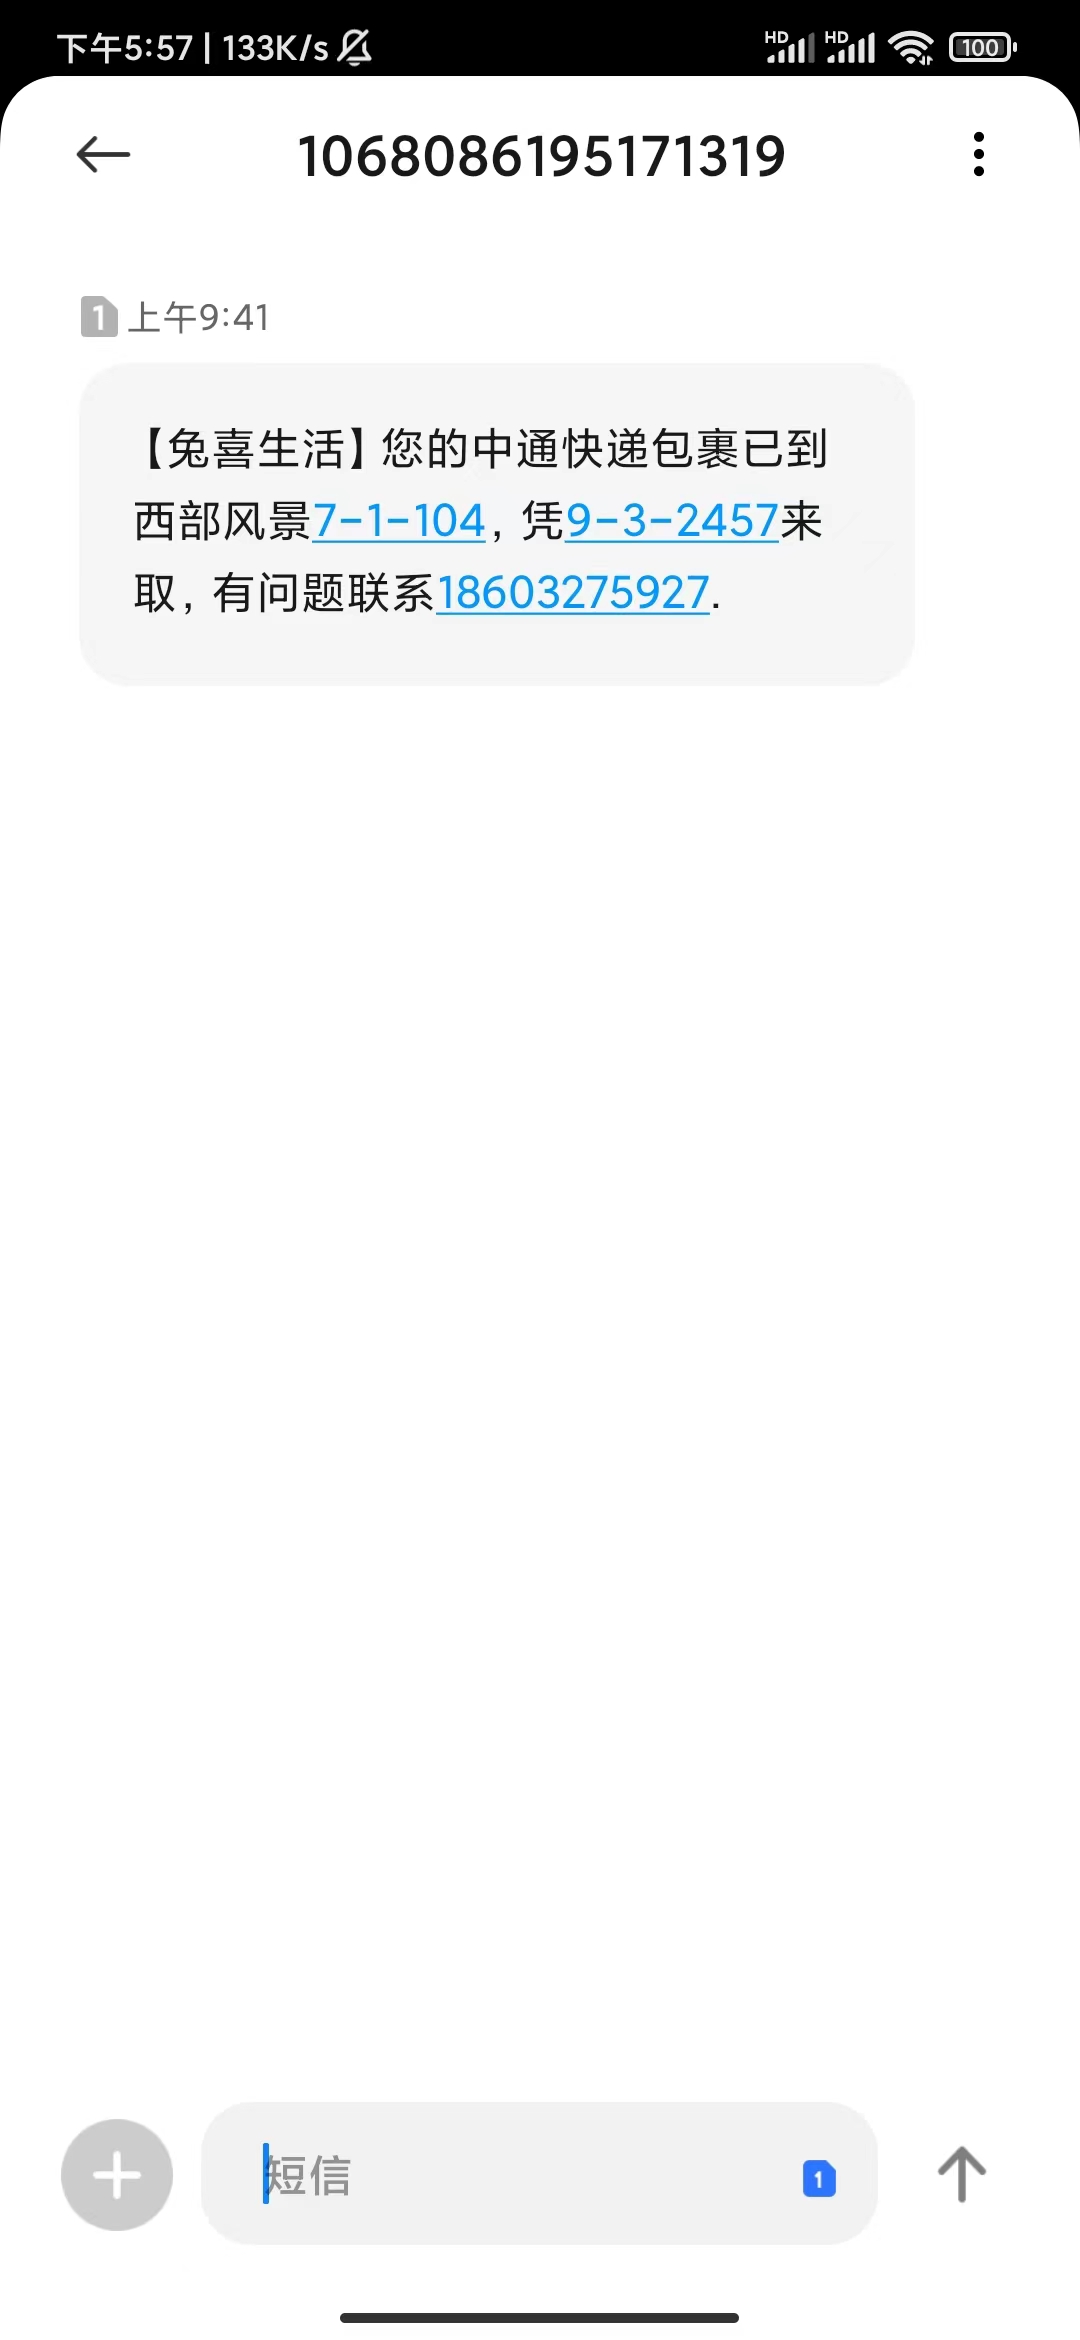 下午5:57 | 133K/s
HD HD 100
10680861951​71319
1 上午9:41
【兔喜生活】您的中通快递包裹已到
西部风景7-1-104, 凭9-3-2457来
取, 有问题联系18603275927.
短信
1